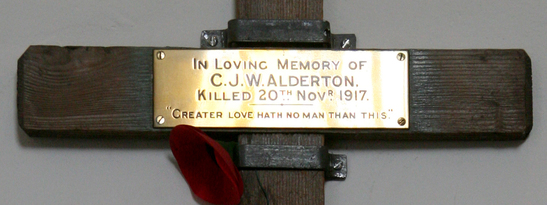 IN LOVING MEMORY OF
C.J.W.ALDERTON.
KILLED 20TH NOVR 1917.
"GREATER LOVE HATH NO MAN THAN THIS."